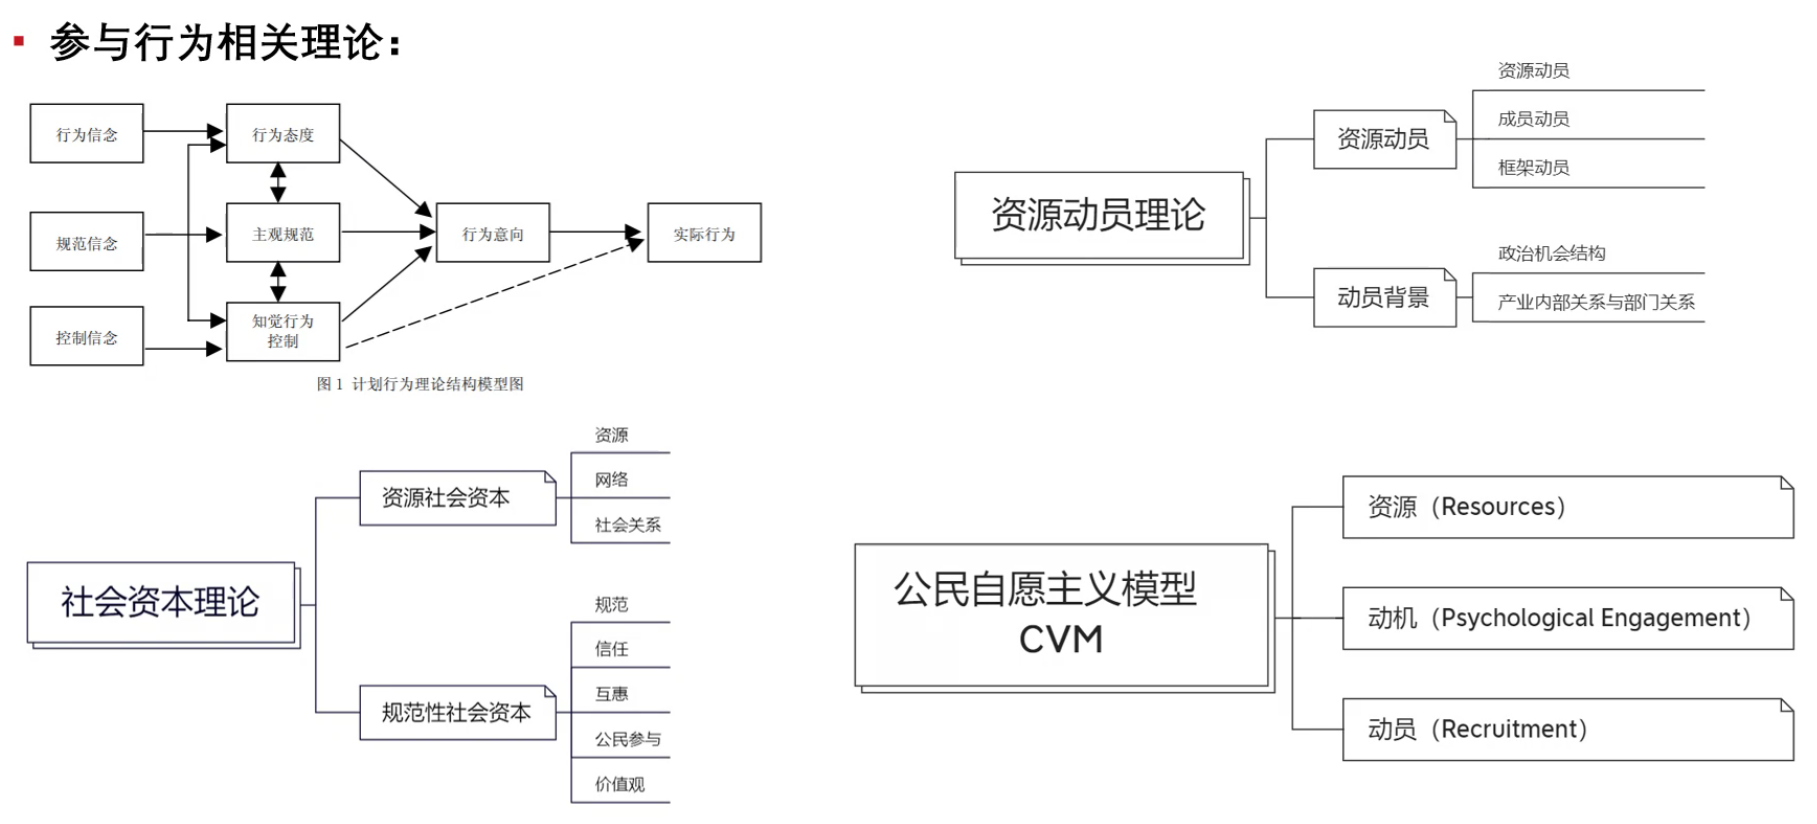 参与行为相关理论：
行为信念
行为态度
规范信念
主观规范
行为意向
实际行为
控制信念
知觉行为
控制
图 1 计划行为理论结构模型图
资源动员理论
资源动员
资源动员
成员动员
框架动员
动员背景
政治机会结构
产业内部关系与部门关系
社会资本理论
资源社会资本
资源
网络
社会关系
规范性社会资本
规范
信任
互惠
公民参与
价值观
公民自愿主义模型
CVM
资源（Resources）
动机（Psychological Engagement）
动员（Recruitment）